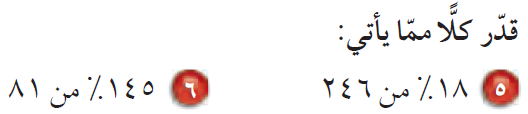 قدّر كلًّا ممّا يأتي:
٥ ١٨٪ من ٢٤٦
٦ ١٤٥٪ من ٨١